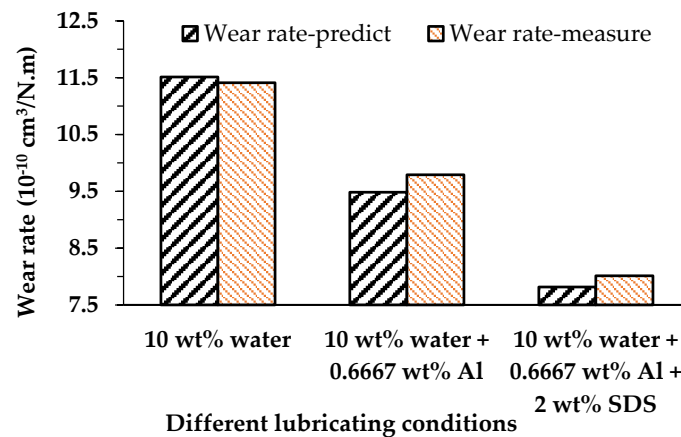 12.5
Wear rate-predict Wear rate-measure
11.5
10.5
9.5
8.5
7.5
Wear rate (10⁻¹⁰ cm³/N.m)
10 wt% water 10 wt% water + 10 wt% water +
0.6667 wt% Al 0.6667 wt% Al +
2 wt% SDS
Different lubricating conditions